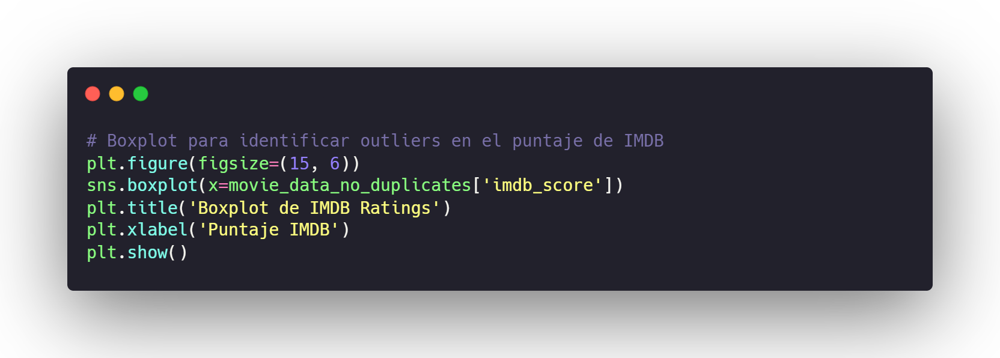 # Boxplot para identificar outliers en el puntaje de IMDB
plt.figure(figsize=(15, 6))
sns.boxplot(x=movie_data_no_duplicates['imdb_score'])
plt.title('Boxplot de IMDB Ratings')
plt.xlabel('Puntaje IMDB')
plt.show()